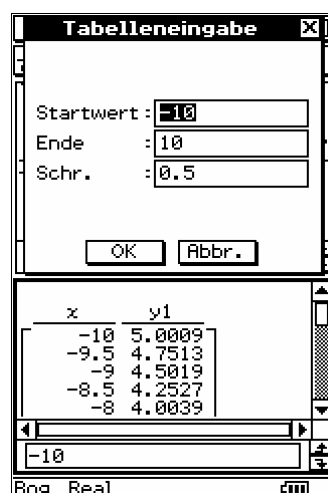 Tabelleneingabe
Startwert: -10
Ende : 10
Schr. : 0.5
OK Abbr.
x y1
-10 5.0009
-9.5 4.7513
-9 4.5019
-8.5 4.2527
-8 4.0039
-10
Bog Real